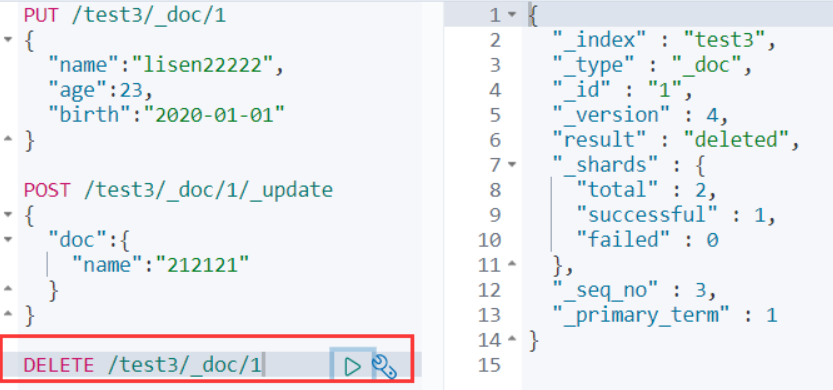 PUT /test3/_doc/1
{
  "name":"lisen22222",
  "age":23,
  "birth":"2020-01-01"
}
POST /test3/_doc/1/_update
{
  "doc":{
    "name":"212121"
  }
}
DELETE /test3/_doc/1
1 {
2   "_index" : "test3",
3   "_type" : "_doc",
4   "_id" : "1",
5   "_version" : 4,
6   "result" : "deleted",
7   "_shards" : {
8     "total" : 2,
9     "successful" : 1,
10     "failed" : 0
11   },
12   "_seq_no" : 3,
13   "_primary_term" : 1
14 }
15